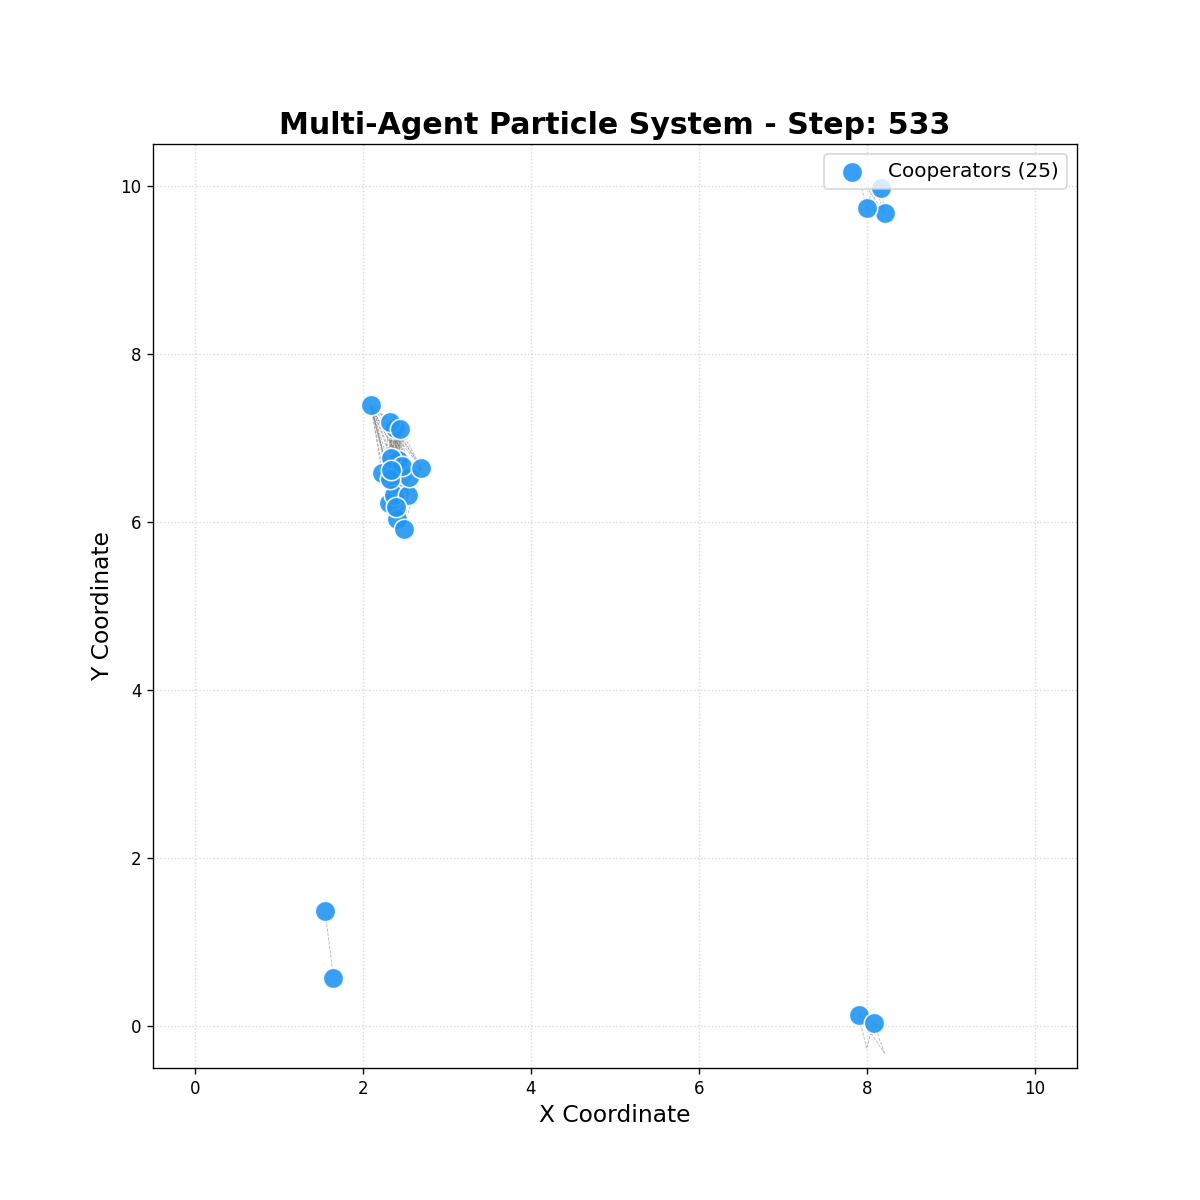 Multi-Agent Particle System - Step: 533
Cooperators (25)
10
8
6
4
2
0
Y Coordinate
0 2 4 6 8 10
X Coordinate